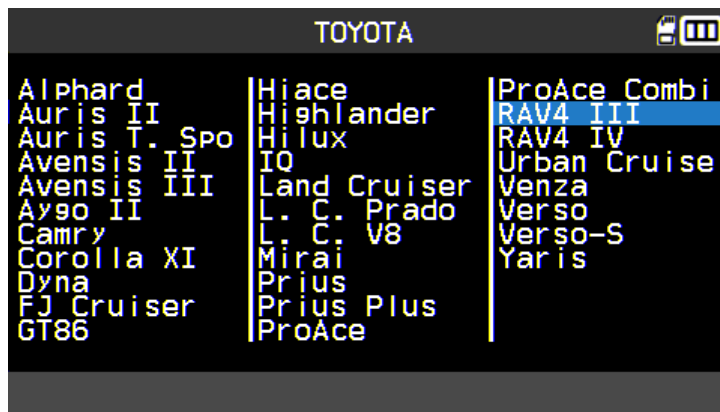 TOYOTA
Alphard
Auris II
Auris T. Spo
Avensis II
Avensis III
Aygo II
Camry
Corolla XI
Dyna
FJ Cruiser
GT86
Hiace
Highlander
Hilux
IQ
Land Cruiser
L. C. Prado
L. C. V8
Mirai
Prius
Prius Plus
ProAce
ProAce Combi
RAV4 III
RAV4 IV
Urban Cruise
Venza
Verso
Verso-S
Yaris